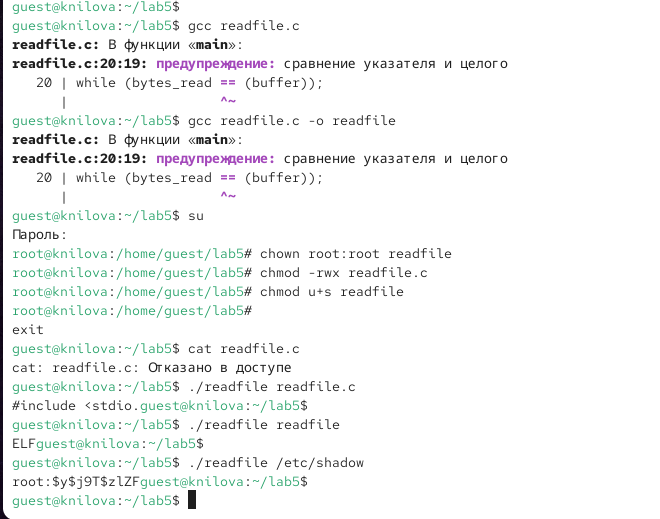 guest@knilova:~/lab5$
guest@knilova:~/lab5$ gcc readfile.c
readfile.c: В функции «main»:
readfile.c:20:19: предупреждение: сравнение указателя и целого
   20 | while (bytes_read == (buffer));
      |                   ^~
guest@knilova:~/lab5$ gcc readfile.c -o readfile
readfile.c: В функции «main»:
readfile.c:20:19: предупреждение: сравнение указателя и целого
   20 | while (bytes_read == (buffer));
      |                   ^~
guest@knilova:~/lab5$ su
Пароль:
root@knilova:/home/guest/lab5# chown root:root readfile
root@knilova:/home/guest/lab5# chmod -rwx readfile.c
root@knilova:/home/guest/lab5# chmod u+s readfile
root@knilova:/home/guest/lab5#
exit
guest@knilova:~/lab5$ cat readfile.c
cat: readfile.c: Отказано в доступе
guest@knilova:~/lab5$ ./readfile readfile.c
#include <stdio.guest@knilova:~/lab5$
guest@knilova:~/lab5$ ./readfile readfile
ELFguest@knilova:~/lab5$
guest@knilova:~/lab5$ ./readfile /etc/shadow
root:$y$j9T$zlZFguest@knilova:~/lab5$
guest@knilova:~/lab5$